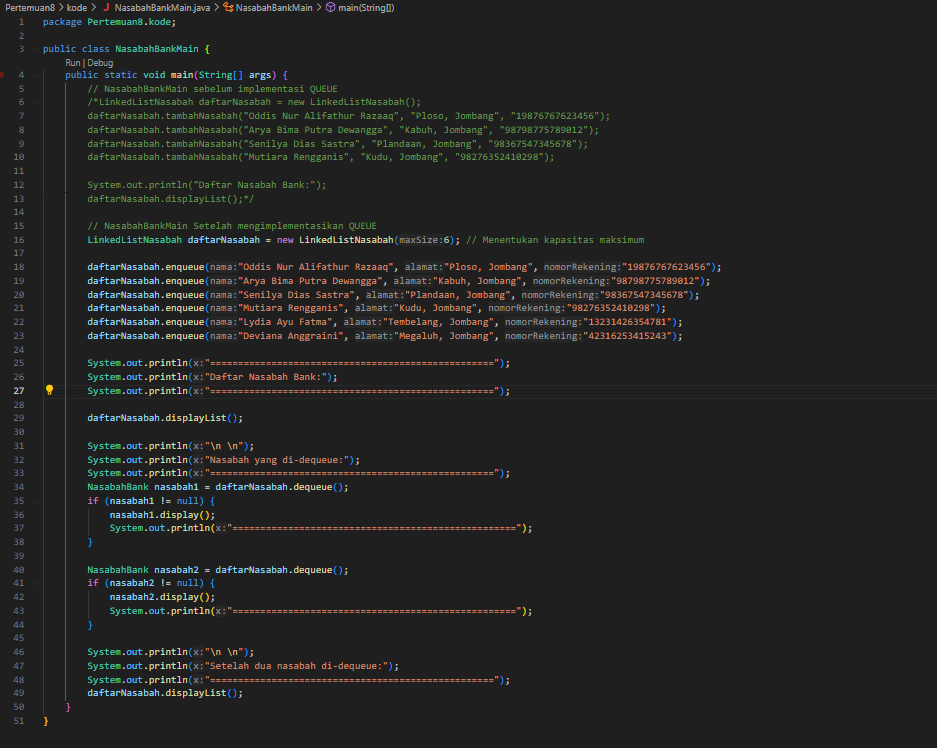 Pertemuan8 > kode > J NasabahBankMain.java > NasabahBankMain > main(String[])
1 package Pertemuan8.kode;
2
3 public class NasabahBankMain {
Run | Debug
4 public static void main(String[] args) {
5 // NasabahBankMain sebelum implementasi QUEUE
6 /*LinkedListNasabah daftarNasabah = new LinkedListNasabah();
7 daftarNasabah.tambahNasabah("Oddis Nur Alifathur Razaaq", "Ploso, Jombang", "19876767623456");
8 daftarNasabah.tambahNasabah("Arya Bima Putra Dewangga", "Kabuh, Jombang", "98798775789012");
9 daftarNasabah.tambahNasabah("Senilya Dias Sastra", "Plandaan, Jombang", "98367547345678");
10 daftarNasabah.tambahNasabah("Mutiara Rengganis", "Kudu, Jombang", "98276352410298");
11
12 System.out.println("Daftar Nasabah Bank:");
13 daftarNasabah.displayList();*/
14
15 // NasabahBankMain Setelah mengimplementasikan QUEUE
16 LinkedListNasabah daftarNasabah = new LinkedListNasabah(maxSize:6); // Menentukan kapasitas maksimum
17
18 daftarNasabah.enqueue(nama:"Oddis Nur Alifathur Razaaq", alamat:"Ploso, Jombang", nomorRekening:"19876767623456");
19 daftarNasabah.enqueue(nama:"Arya Bima Putra Dewangga", alamat:"Kabuh, Jombang", nomorRekening:"98798775789012");
20 daftarNasabah.enqueue(nama:"Senilya Dias Sastra", alamat:"Plandaan, Jombang", nomorRekening:"98367547345678");
21 daftarNasabah.enqueue(nama:"Mutiara Rengganis", alamat:"Kudu, Jombang", nomorRekening:"98276352410298");
22 daftarNasabah.enqueue(nama:"Lydia Ayu Fatma", alamat:"Tembelang, Jombang", nomorRekening:"13231426354781");
23 daftarNasabah.enqueue(nama:"Deviana Anggraini", alamat:"Megaluh, Jombang", nomorRekening:"42316253415243");
24
25 System.out.println(x:"===================================================");
26 System.out.println(x:"Daftar Nasabah Bank:");
27 System.out.println(x:"===================================================");
28
29 daftarNasabah.displayList();
30
31 System.out.println(x:"\n \n");
32 System.out.println(x:"Nasabah yang di-dequeue:");
33 System.out.println(x:"===================================================");
34 NasabahBank nasabah1 = daftarNasabah.dequeue();
35 if (nasabah1 != null) {
36 nasabah1.display();
37 System.out.println(x:"===================================================");
38 }
39
40 NasabahBank nasabah2 = daftarNasabah.dequeue();
41 if (nasabah2 != null) {
42 nasabah2.display();
43 System.out.println(x:"===================================================");
44 }
45
46 System.out.println(x:"\n \n");
47 System.out.println(x:"Setelah dua nasabah di-dequeue:");
48 System.out.println(x:"===================================================");
49 daftarNasabah.displayList();
50 }
51 }